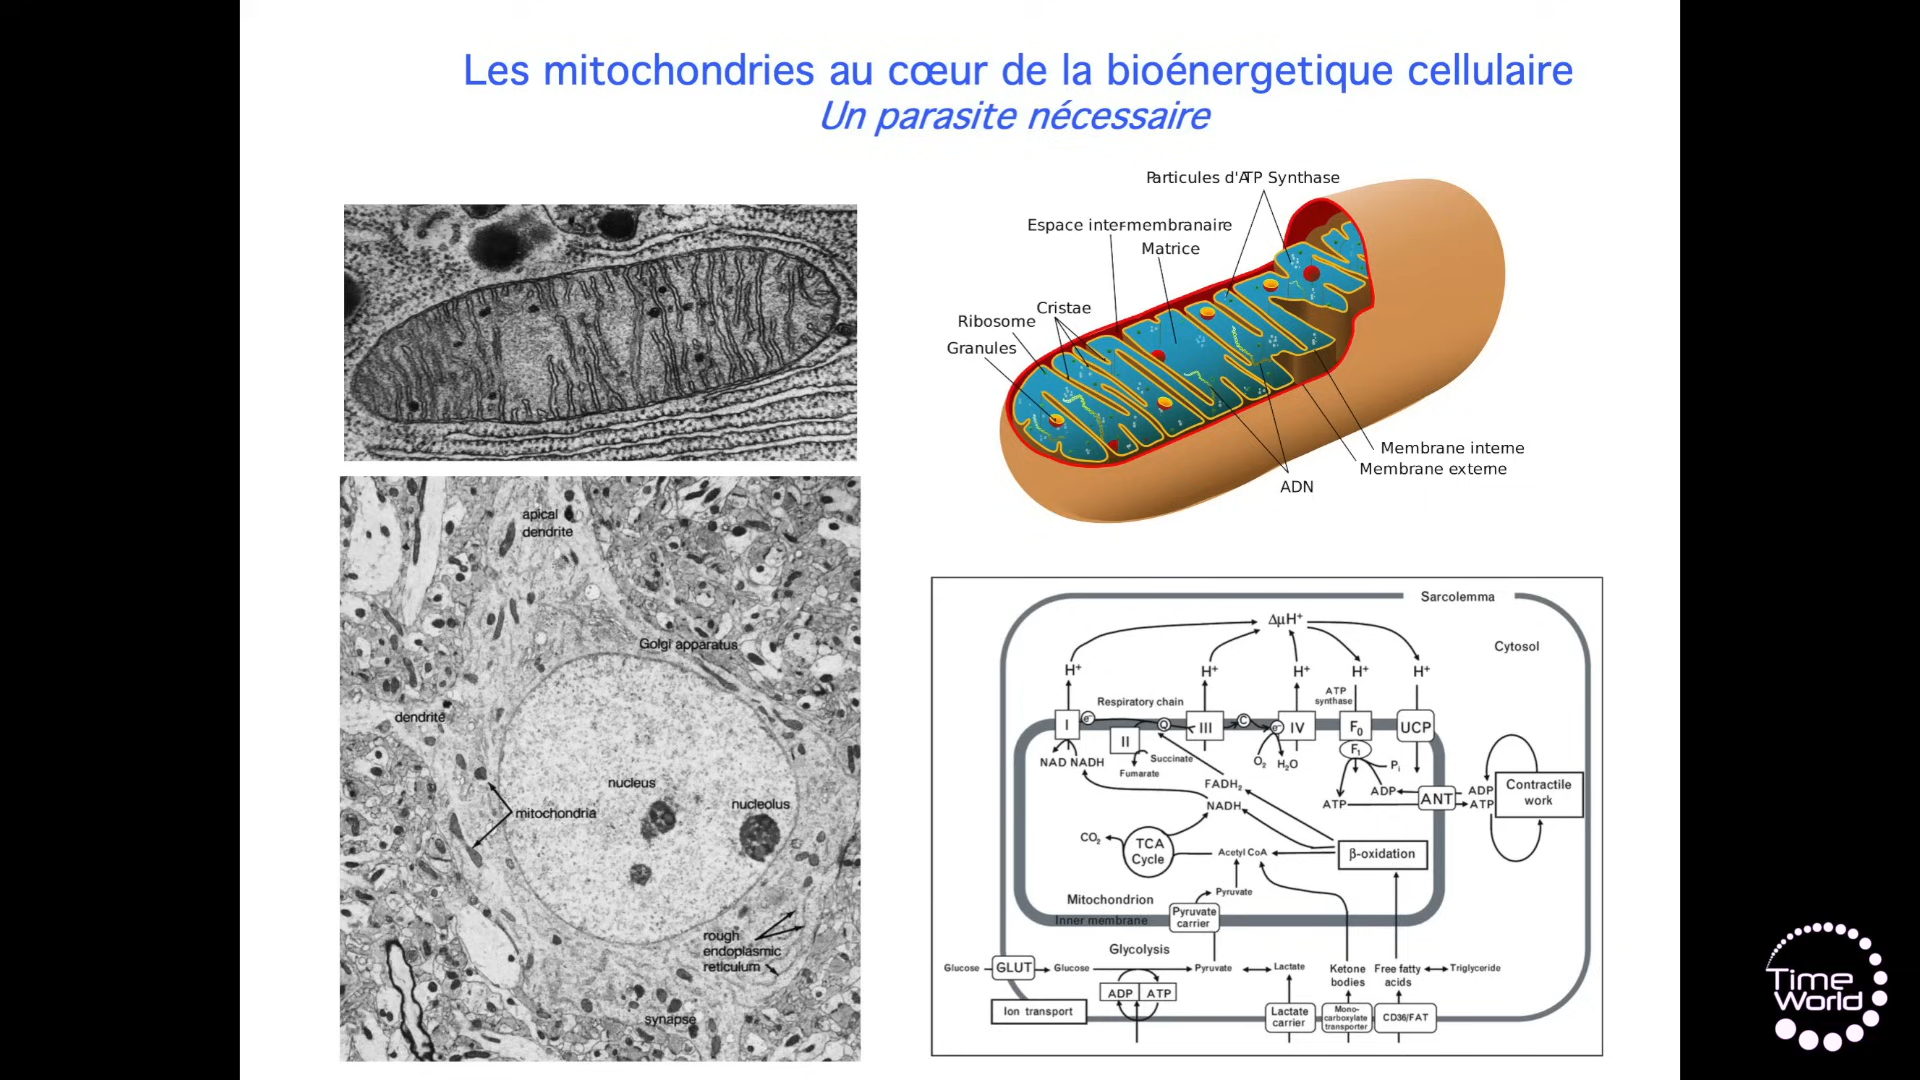 Les mitochondries au cœur de la bioénergetique cellulaire
Un parasite nécessaire
Particules d'ATP Synthase
Espace inter-membranaire
Matrice
Cristae
Ribosome
Granules
Membrane interne
Membrane externe
ADN
apical
dendrite
Golgi apparatus
dendrite
nucleus
nucleolus
mitochondria
rough
endoplasmic
reticulum
synapse
Sarcolemma
ΔμH⁺
Cytosol
H⁺ H⁺ H⁺ H⁺ H⁺
ATP
synthase
Respiratory chain
I e⁻ Q III C e⁻ IV F₀ UCP
II
F₁
NAD NADH
Succinate
Fumarate
O₂ H₂O
Pᵢ
FADH₂
ADP
ATP
NADH
ANT
ADP
ATP
Contractile
work
CO₂
TCA
Cycle
Acetyl CoA
β-oxidation
Pyruvate
Mitochondrion
Inner membrane
Pyruvate
carrier
Glycolysis
Glucose GLUT Glucose Pyruvate Lactate
Ketone
bodies
Free fatty
acids
Triglyceride
ADP ATP
Ion transport
Lactate
carrier
Mono-
carboxylate
transporter
CD36/FAT
Time
World